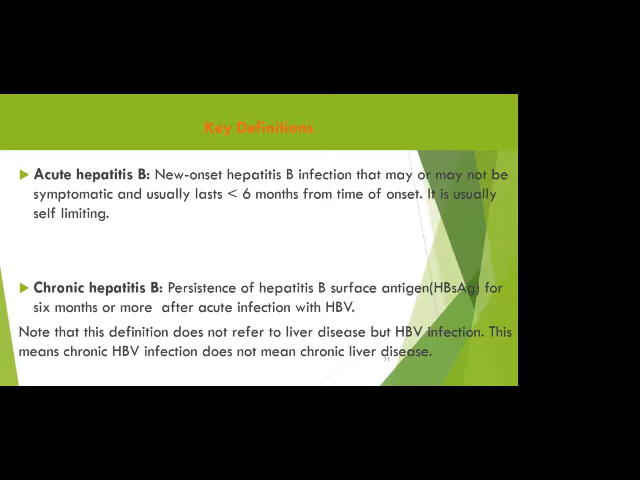 Key Definitions
Acute hepatitis B: New-onset hepatitis B infection that may or may not be
symptomatic and usually lasts < 6 months from time of onset. It is usually
self limiting.
Chronic hepatitis B: Persistence of hepatitis B surface antigen(HBsAg) for
six months or more after acute infection with HBV.
Note that this definition does not refer to liver disease but HBV infection. This
means chronic HBV infection does not mean chronic liver disease.